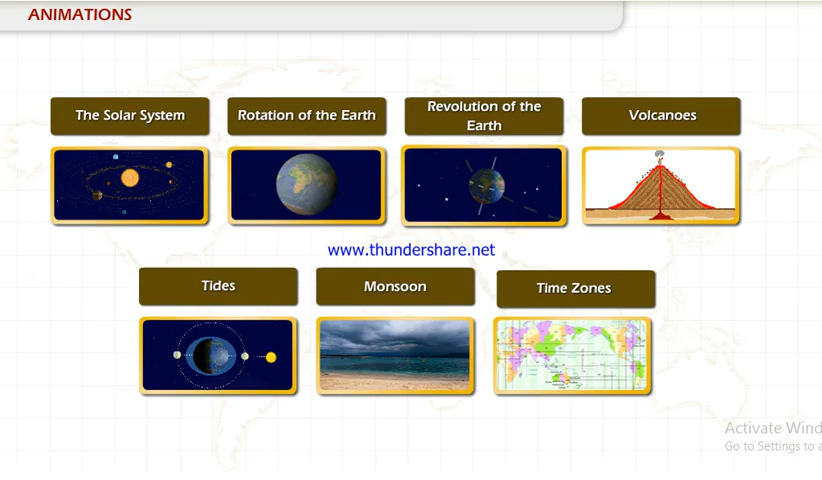 ANIMATIONS
The Solar System
Rotation of the Earth
Revolution of the
Earth
Volcanoes
www.thundershare.net
Tides
Monsoon
Time Zones
Activate Wind
Go to Settings to a